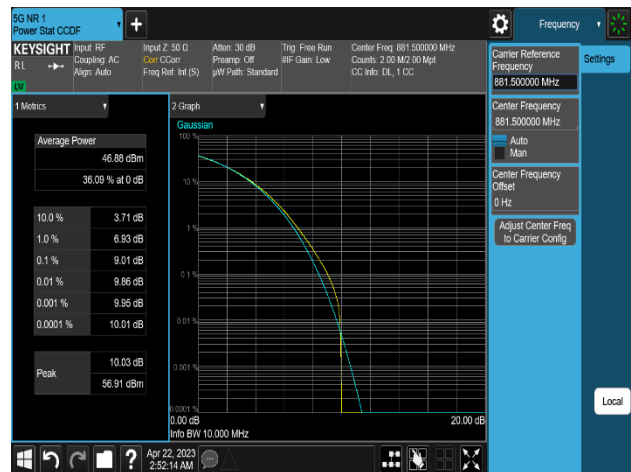 5G NR 1
Power Stat CCDF
Frequency
KEYSIGHT
RL
LW
Input: RF
Coupling: AC
Align: Auto
Input Z: 50 Ω
Corr CCorr
Freq Ref: Int (S)
Atten: 30 dB
Preamp: Off
µW Path: Standard
Trig: Free Run
#IF Gain: Low
Center Freq: 881.500000 MHz
Counts: 2.00 M/2.00 Mpt
CC Info: DL, 1 CC
Carrier Reference
Frequency
881.500000 MHz
Settings
Center Frequency
881.500000 MHz
Auto
Man
Center Frequency
Offset
0 Hz
Adjust Center Freq
to Carrier Config
Local
1 Metrics
Average Power
46.88 dBm
36.09 % at 0 dB
10.0 % 3.71 dB
1.0 % 6.93 dB
0.1 % 9.01 dB
0.01 % 9.86 dB
0.001 % 9.95 dB
0.0001 % 10.01 dB
Peak
10.03 dB
56.91 dBm
2 Graph
Gaussian
100 %
10 %
1 %
0.1 %
0.01 %
0.001 %
0.0001 %
0.00 dB 20.00 dB
Info BW 10.000 MHz
?
Apr 22, 2023
2:52:14 AM